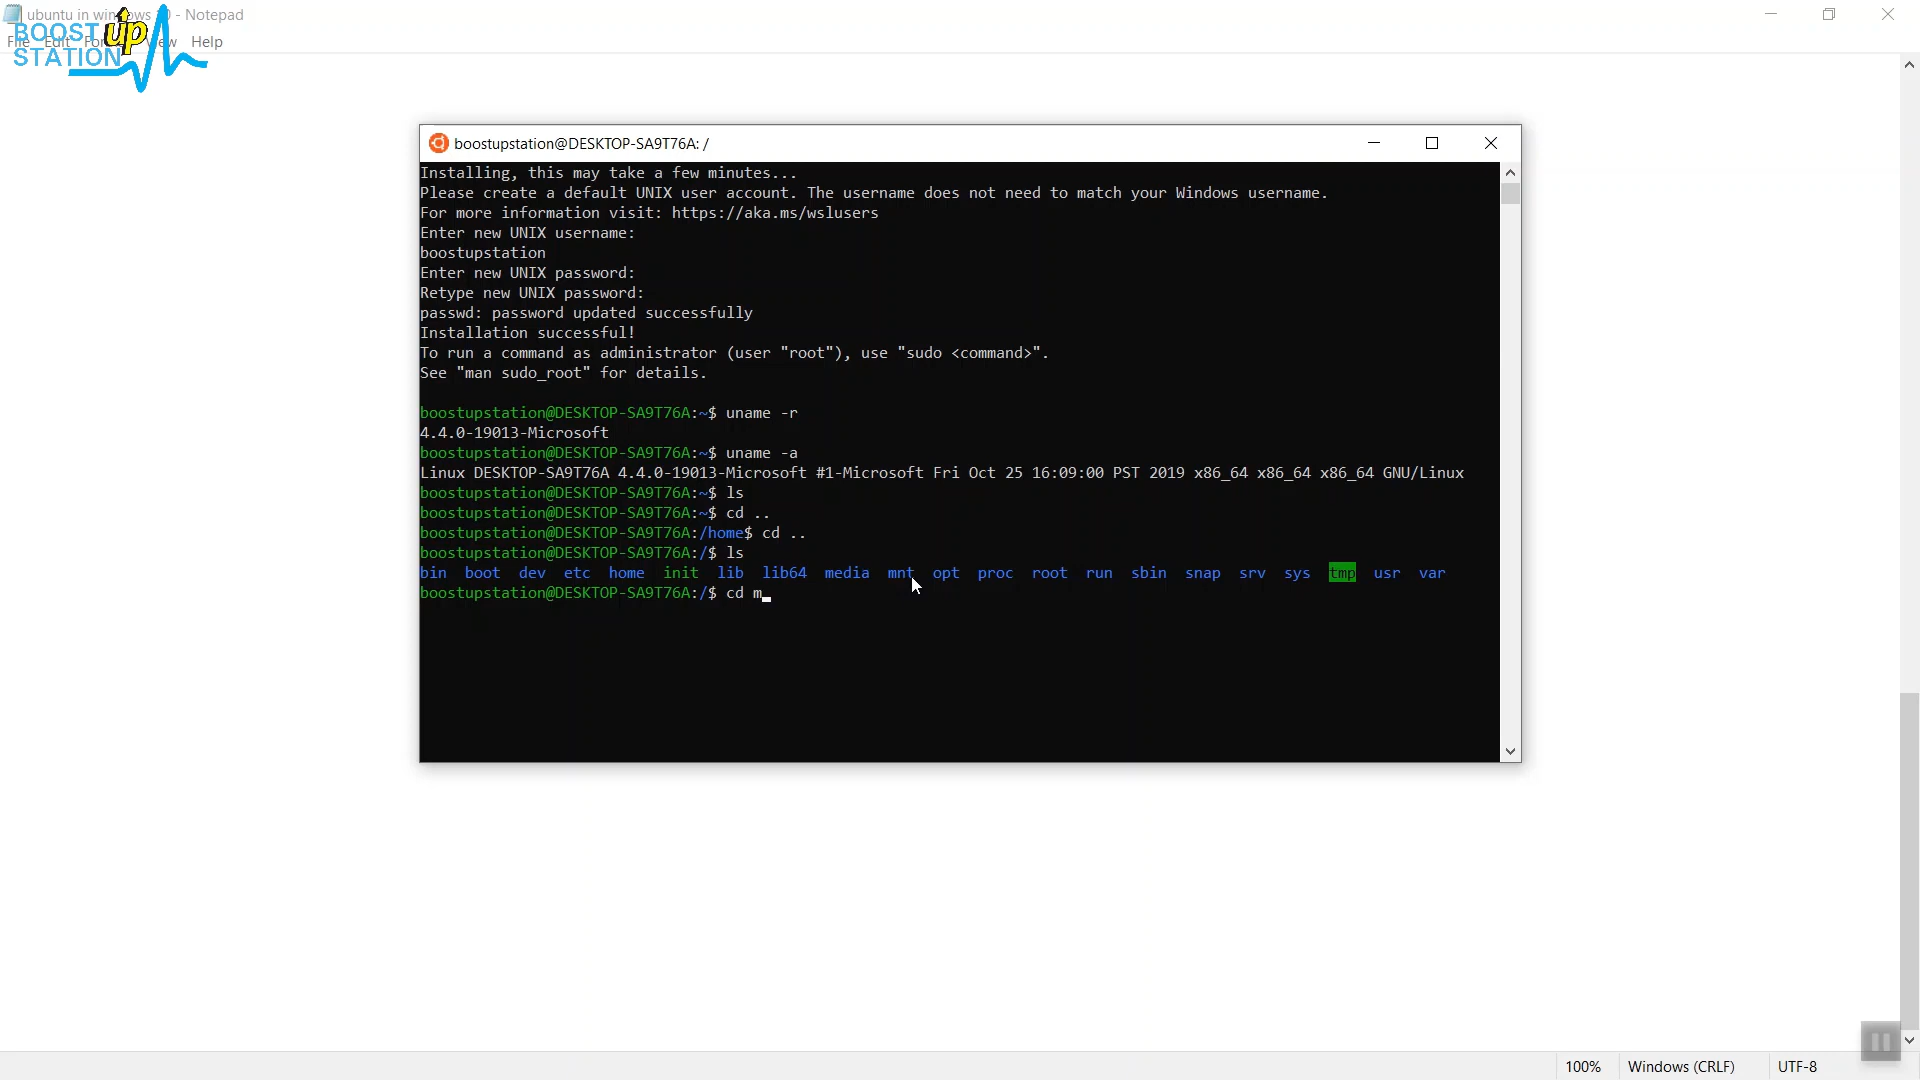 ubuntu in windows 10 - Notepad
File Edit Format View Help
BOOST up
STATION
boostupstation@DESKTOP-SA9T76A: /
Installing, this may take a few minutes...
Please create a default UNIX user account. The username does not need to match your Windows username.
For more information visit: https://aka.ms/wslusers
Enter new UNIX username:
boostupstation
Enter new UNIX password:
Retype new UNIX password:
passwd: password updated successfully
Installation successful!
To run a command as administrator (user "root"), use "sudo <command>".
See "man sudo_root" for details.
boostupstation@DESKTOP-SA9T76A:~$ uname -r
4.4.0-19013-Microsoft
boostupstation@DESKTOP-SA9T76A:~$ uname -a
Linux DESKTOP-SA9T76A 4.4.0-19013-Microsoft #1-Microsoft Fri Oct 25 16:09:00 PST 2019 x86_64 x86_64 x86_64 GNU/Linux
boostupstation@DESKTOP-SA9T76A:~$ ls
boostupstation@DESKTOP-SA9T76A:~$ cd ..
boostupstation@DESKTOP-SA9T76A:/home$ cd ..
boostupstation@DESKTOP-SA9T76A:/$ ls
bin boot dev etc home init lib lib64 media mnt opt proc root run sbin snap srv sys tmp usr var
boostupstation@DESKTOP-SA9T76A:/$ cd m
100% Windows (CRLF) UTF-8